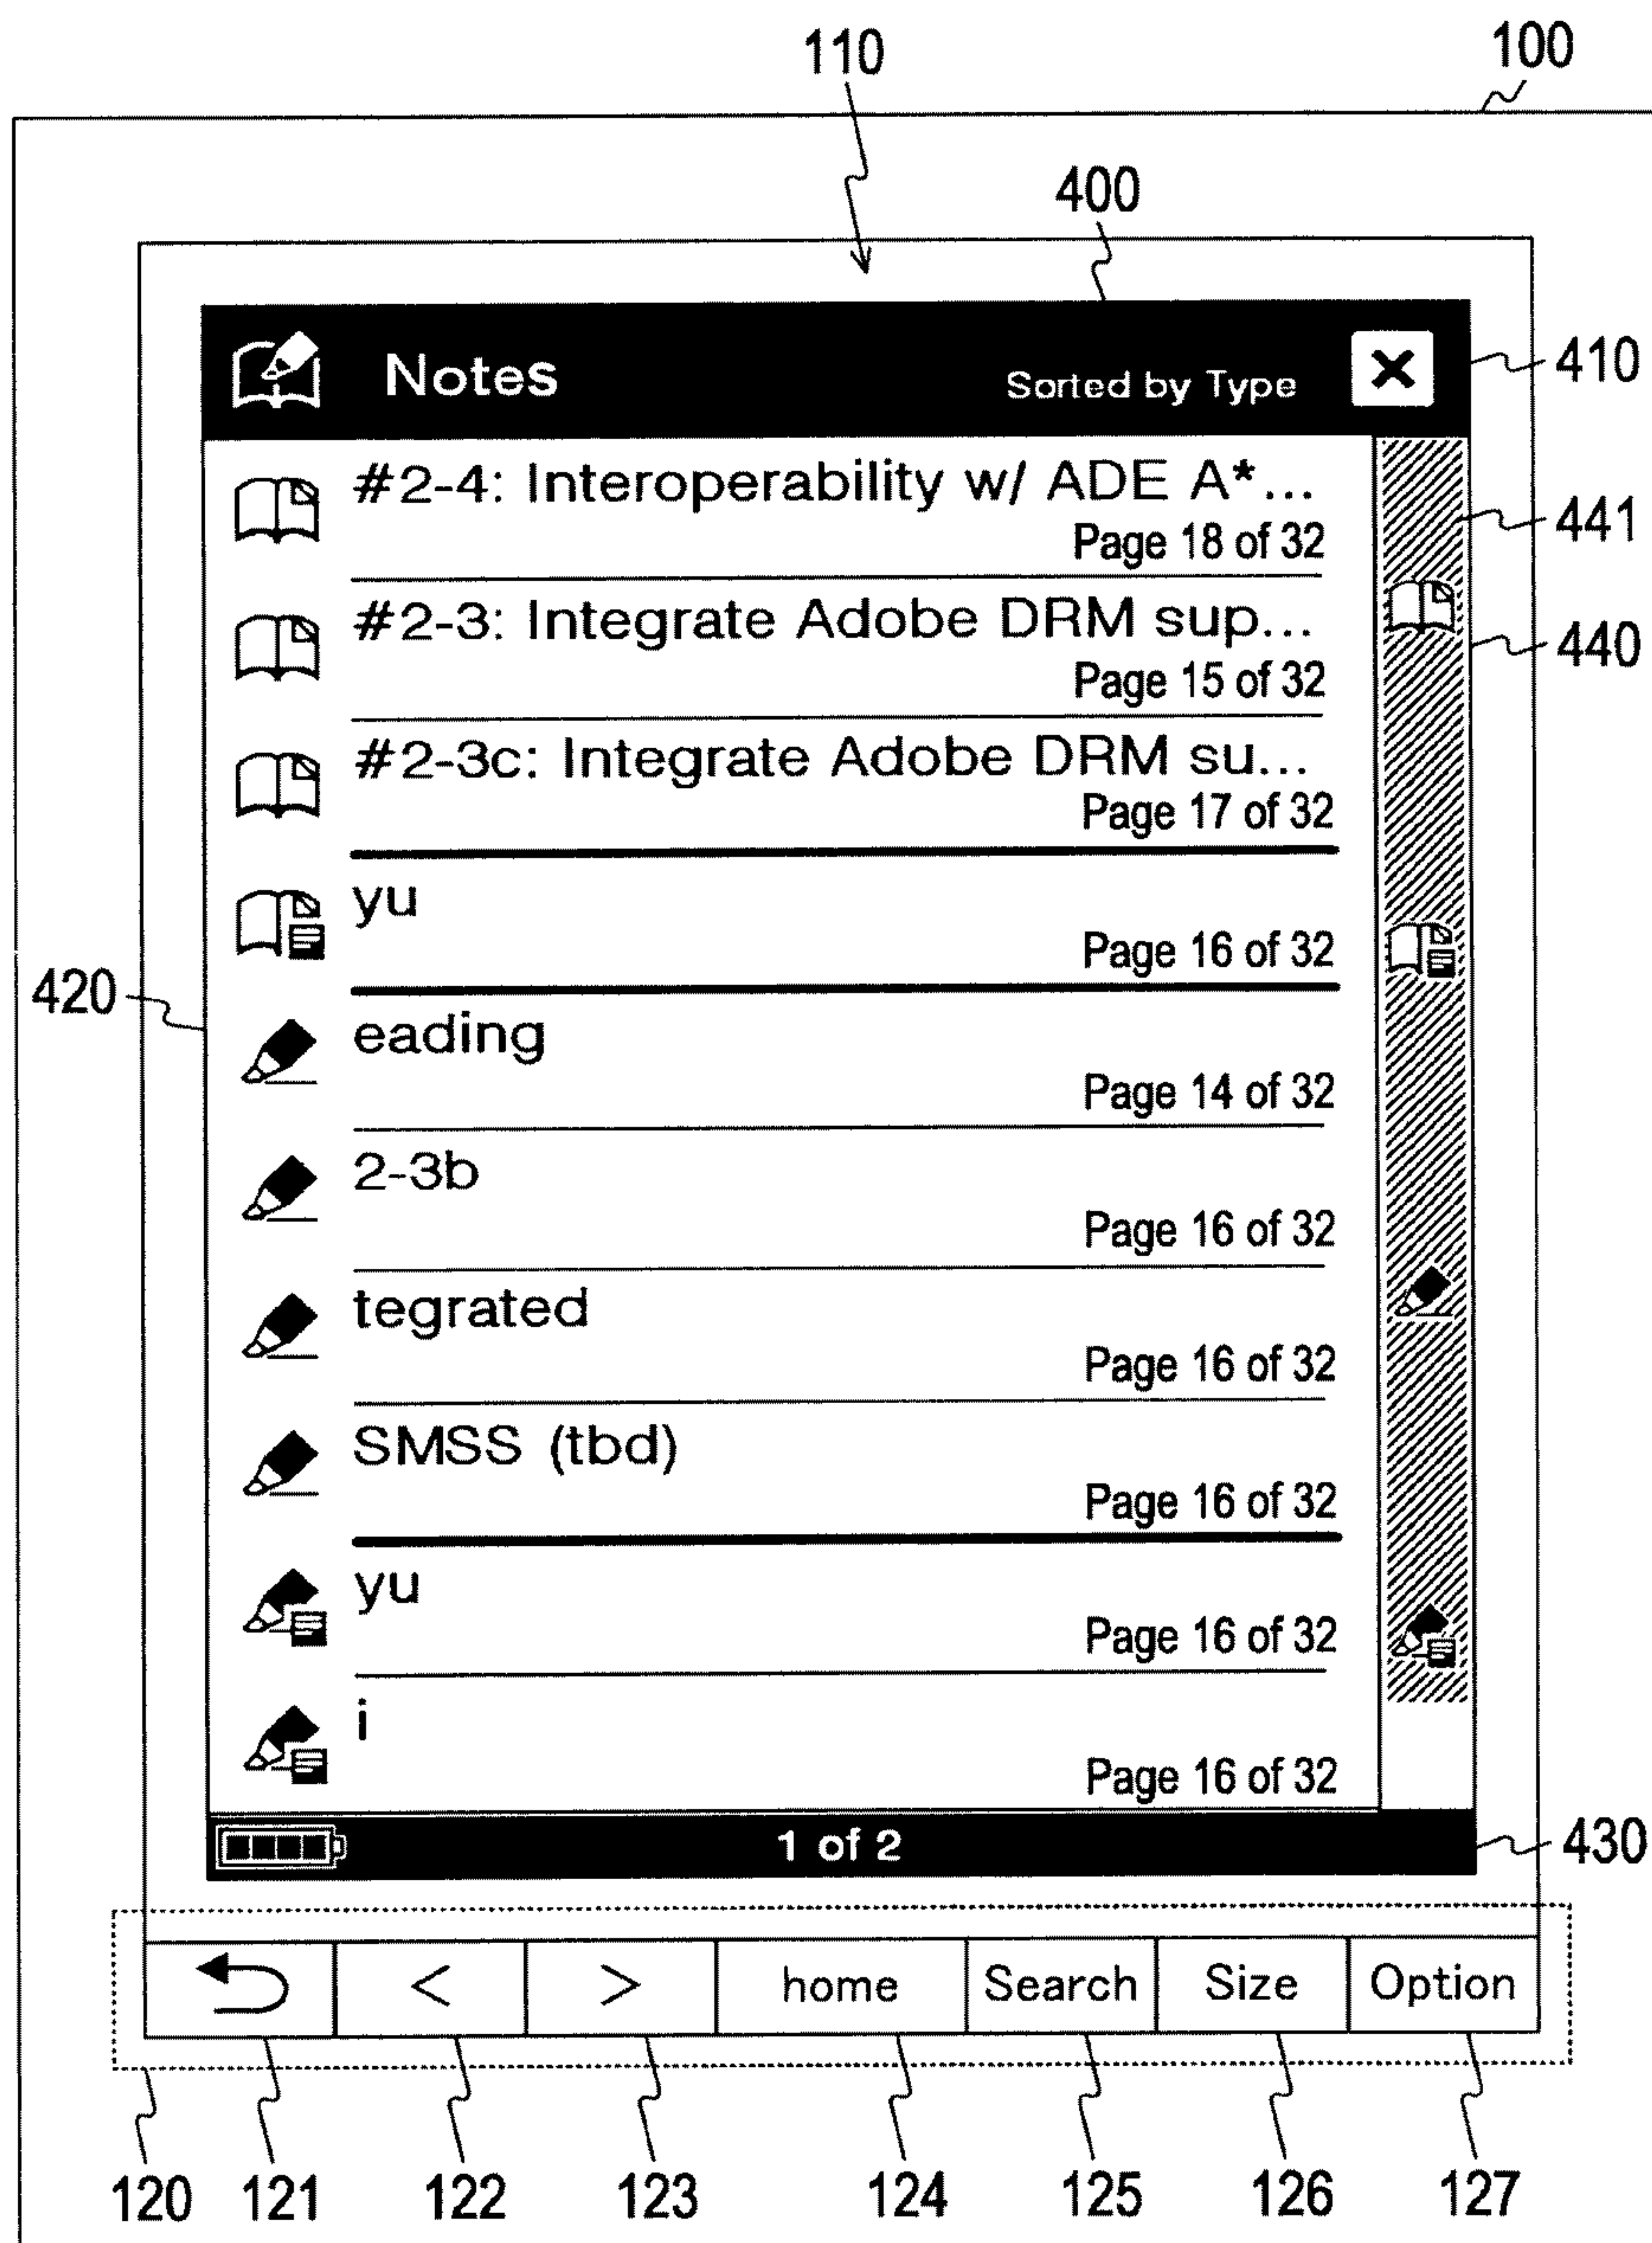 110
100
400
Notes
Sorted by Type
410
#2-4: Interoperability w/ ADE A*...
Page 18 of 32
441
#2-3: Integrate Adobe DRM sup...
440
Page 15 of 32
#2-3c: Integrate Adobe DRM su...
Page 17 of 32
yu
Page 16 of 32
420
eading
Page 14 of 32
2-3b
Page 16 of 32
tegrated
Page 16 of 32
SMSS (tbd)
Page 16 of 32
yu
Page 16 of 32
i
Page 16 of 32
1 of 2
430
< > home Search Size Option
120 121 122 123 124 125 126 127